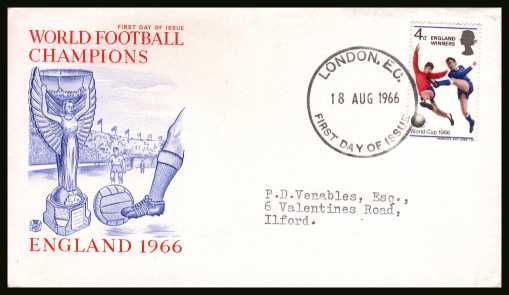 FIRST DAY OF ISSUE
WORLD FOOTBALL
CHAMPIONS
ENGLAND 1966
LONDON, E.C.
18 AUG 1966
FIRST DAY OF ISSUE
4d
ENGLAND
WINNERS
World Cup 1966
P.D.Venables, Esq.,
6 Valentines Road,
Ilford.